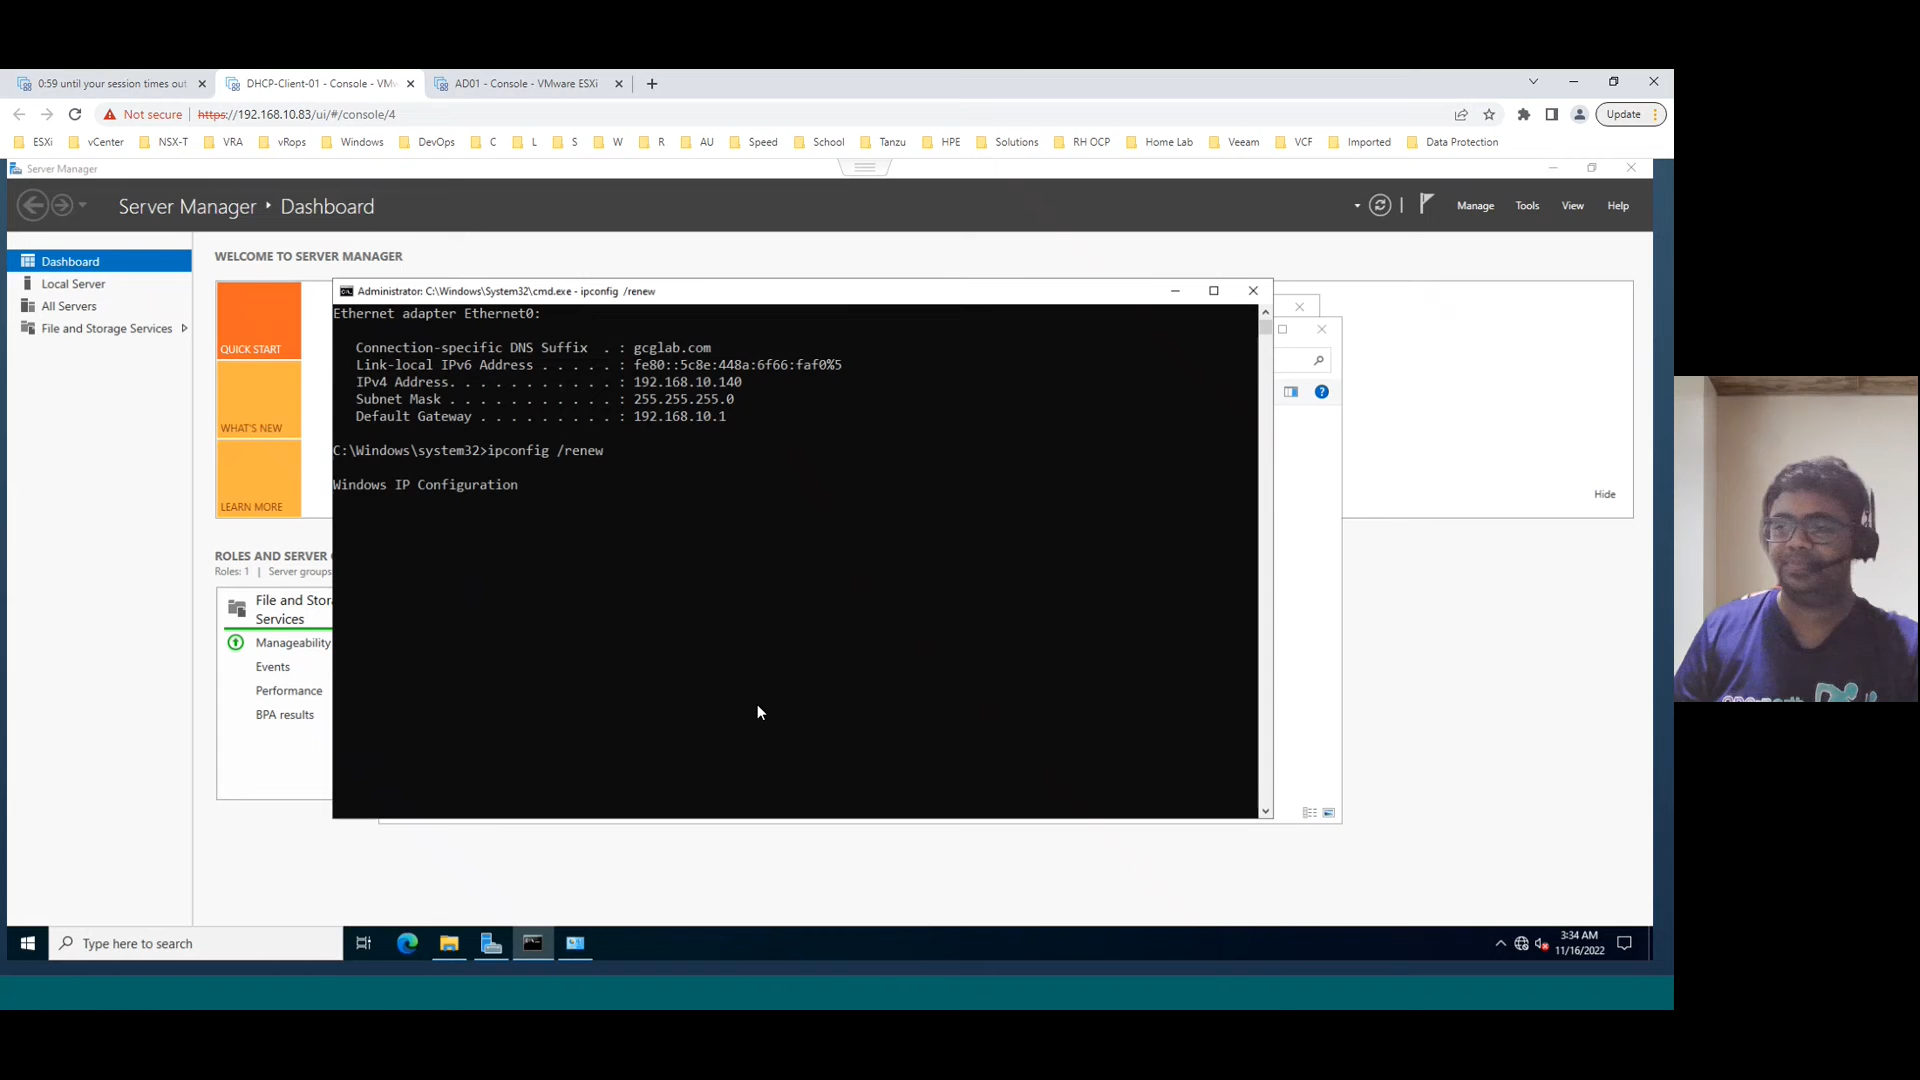 0:59 until your session times out
DHCP-Client-01 - Console - VMw
AD01 - Console - VMware ESXi
Not secure
https://192.168.10.83/ui/#/console/4
Update
ESXi
vCenter
NSX-T
VRA
vRops
Windows
DevOps
C
L
S
W
R
AU
Speed
School
Tanzu
HPE
Solutions
RH OCP
Home Lab
Veeam
VCF
Imported
Data Protection
Server Manager
Server Manager ‣ Dashboard
Manage
Tools
View
Help
Dashboard
Local Server
All Servers
File and Storage Services
WELCOME TO SERVER MANAGER
QUICK START
WHAT'S NEW
LEARN MORE
Hide
ROLES AND SERVER
Roles: 1 | Server groups
File and Stor
Services
Manageability
Events
Performance
BPA results
Administrator: C:\Windows\System32\cmd.exe - ipconfig /renew
Ethernet adapter Ethernet0:
Connection-specific DNS Suffix . : gcglab.com
Link-local IPv6 Address . . . . . : fe80::5c8e:448a:6f66:faf0%5
IPv4 Address. . . . . . . . . . . : 192.168.10.140
Subnet Mask . . . . . . . . . . . : 255.255.255.0
Default Gateway . . . . . . . . . : 192.168.10.1
C:\Windows\system32>ipconfig /renew
Windows IP Configuration
Type here to search
3:34 AM
11/16/2022